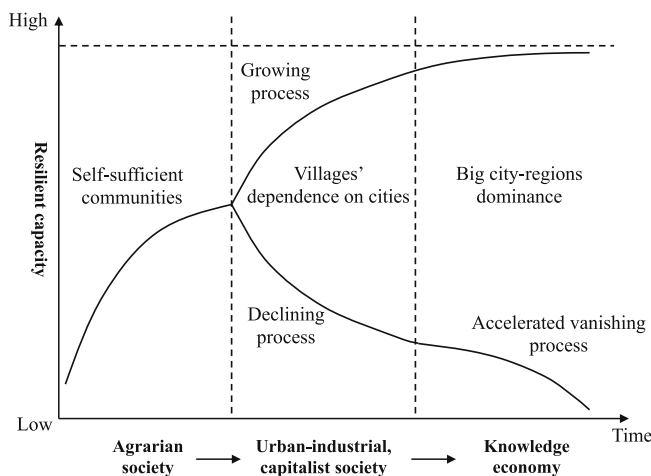 High
Growing
process
Resilient capacity
Self-sufficient
communities
Villages’
dependence on cities
Big city-regions
dominance
Declining
process
Accelerated vanishing
process
Low
Time
Agrarian
society
Urban-industrial,
capitalist society
Knowledge
economy